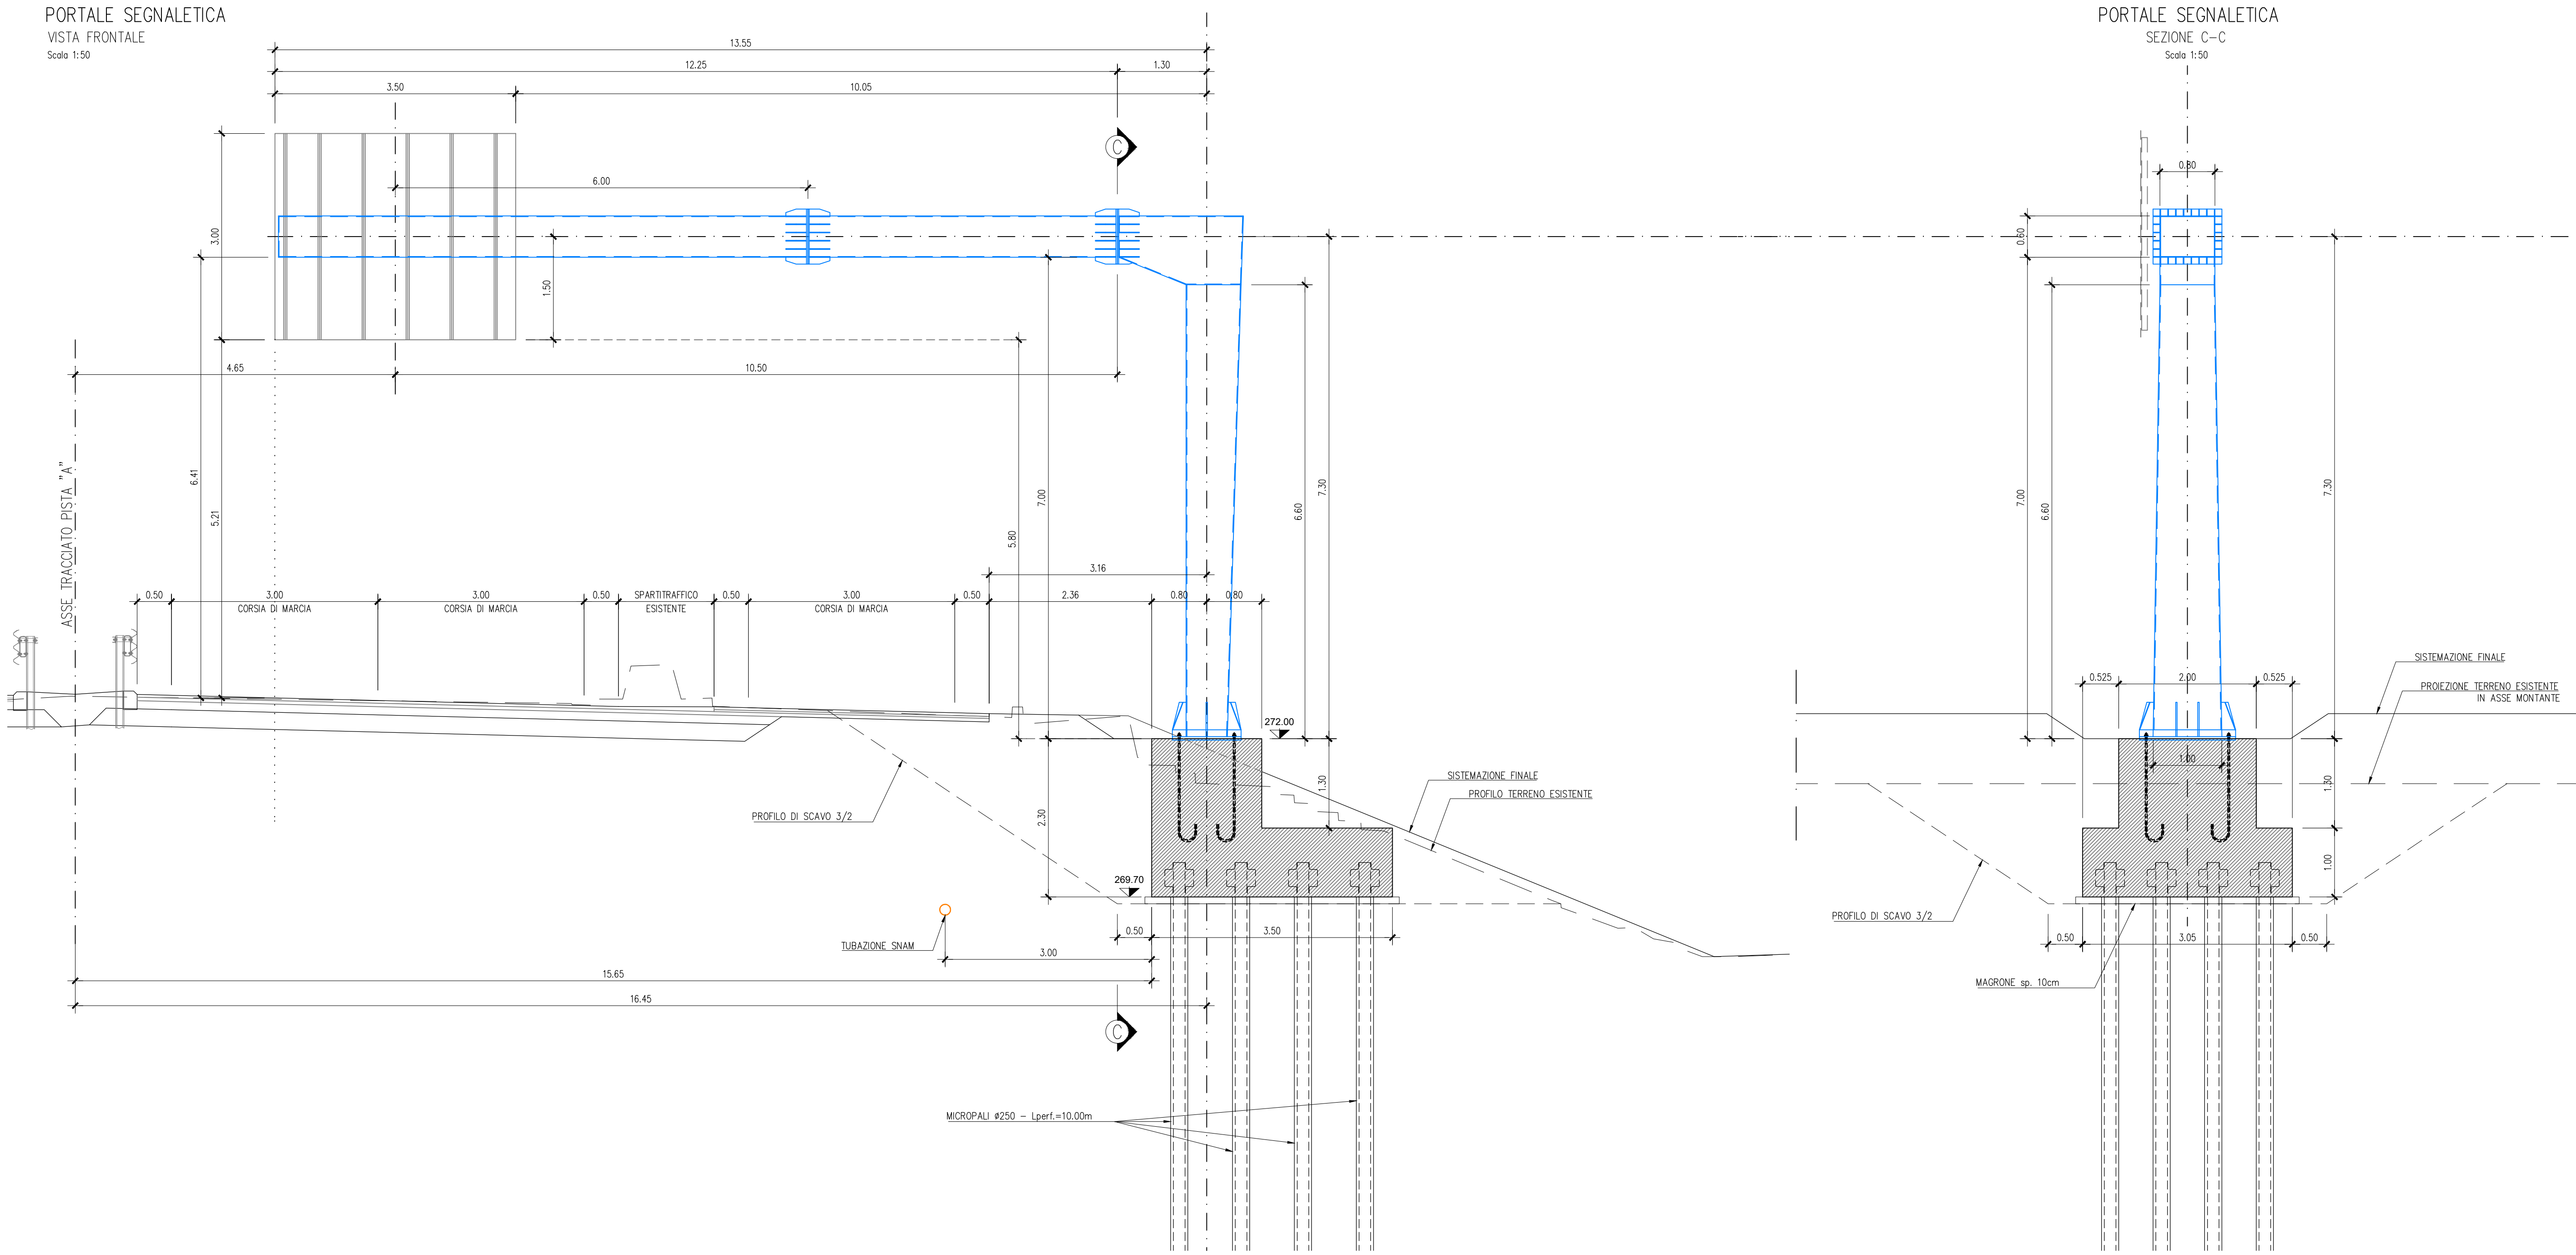 PORTALE SEGNALETICA
VISTA FRONTALE
Scala 1:50
13.55
12.25
1.30
3.50
10.05
C
6.00
3.00
1.50
4.65
10.50
6.41
5.21
7.00
5.80
6.60
7.30
3.16
ASSE TRACCIATO PISTA "A"
0.50
3.00
CORSIA DI MARCIA
3.00
CORSIA DI MARCIA
0.50
SPARTITRAFFICO
ESISTENTE
0.50
3.00
CORSIA DI MARCIA
0.50
2.36
0.80
0.80
272.00
1.30
2.30
SISTEMAZIONE FINALE
PROFILO TERRENO ESISTENTE
PROFILO DI SCAVO 3/2
269.70
TUBAZIONE SNAM
0.50
3.50
3.00
15.65
16.45
C
MICROPALI ø250 - Lperf.=10.00m
PORTALE SEGNALETICA
SEZIONE C-C
Scala 1:50
0.80
0.60
7.00
6.60
7.30
SISTEMAZIONE FINALE
PROIEZIONE TERRENO ESISTENTE
IN ASSE MONTANTE
0.525
2.00
0.525
1.00
1.30
1.00
PROFILO DI SCAVO 3/2
0.50
3.05
0.50
MAGRONE sp. 10cm